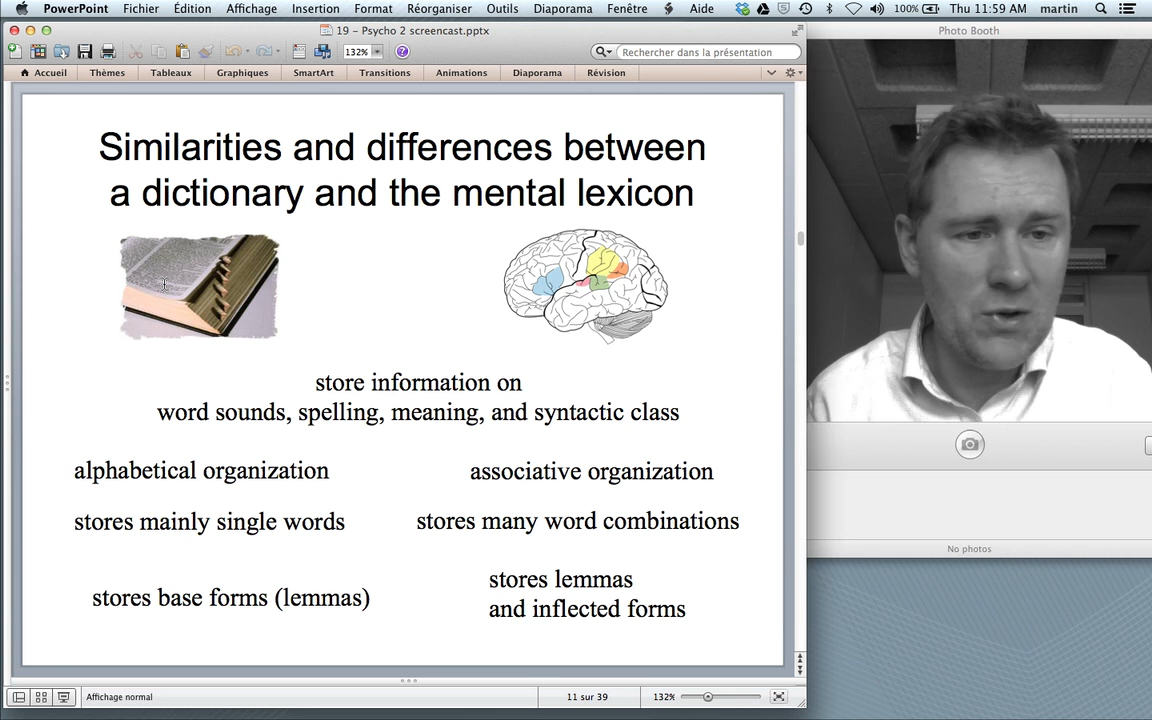 PowerPoint Fichier Édition Affichage Insertion Format Réorganiser Outils Diaporama Fenêtre Aide 100% Thu 11:59 AM martin
19 - Psycho 2 screencast.pptx
Photo Booth
132%
Rechercher dans la présentation
Accueil Thèmes Tableaux Graphiques SmartArt Transitions Animations Diaporama Révision
Similarities and differences between
a dictionary and the mental lexicon
store information on
word sounds, spelling, meaning, and syntactic class
alphabetical organization
associative organization
stores mainly single words
stores many word combinations
stores base forms (lemmas)
stores lemmas
and inflected forms
No photos
Affichage normal
11 sur 39
132%